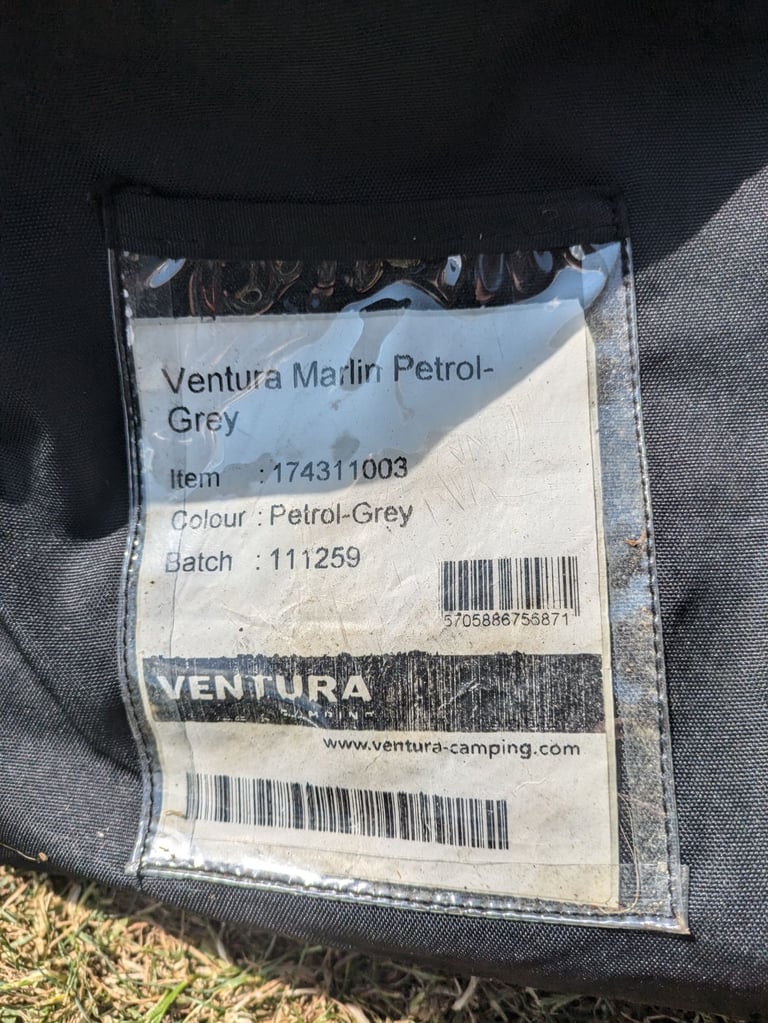 Ventura Marlin Petrol-
Grey
Item : 174311003
Colour : Petrol-Grey
Batch : 111259
5705886756871
VENTURA
www.ventura-camping.com